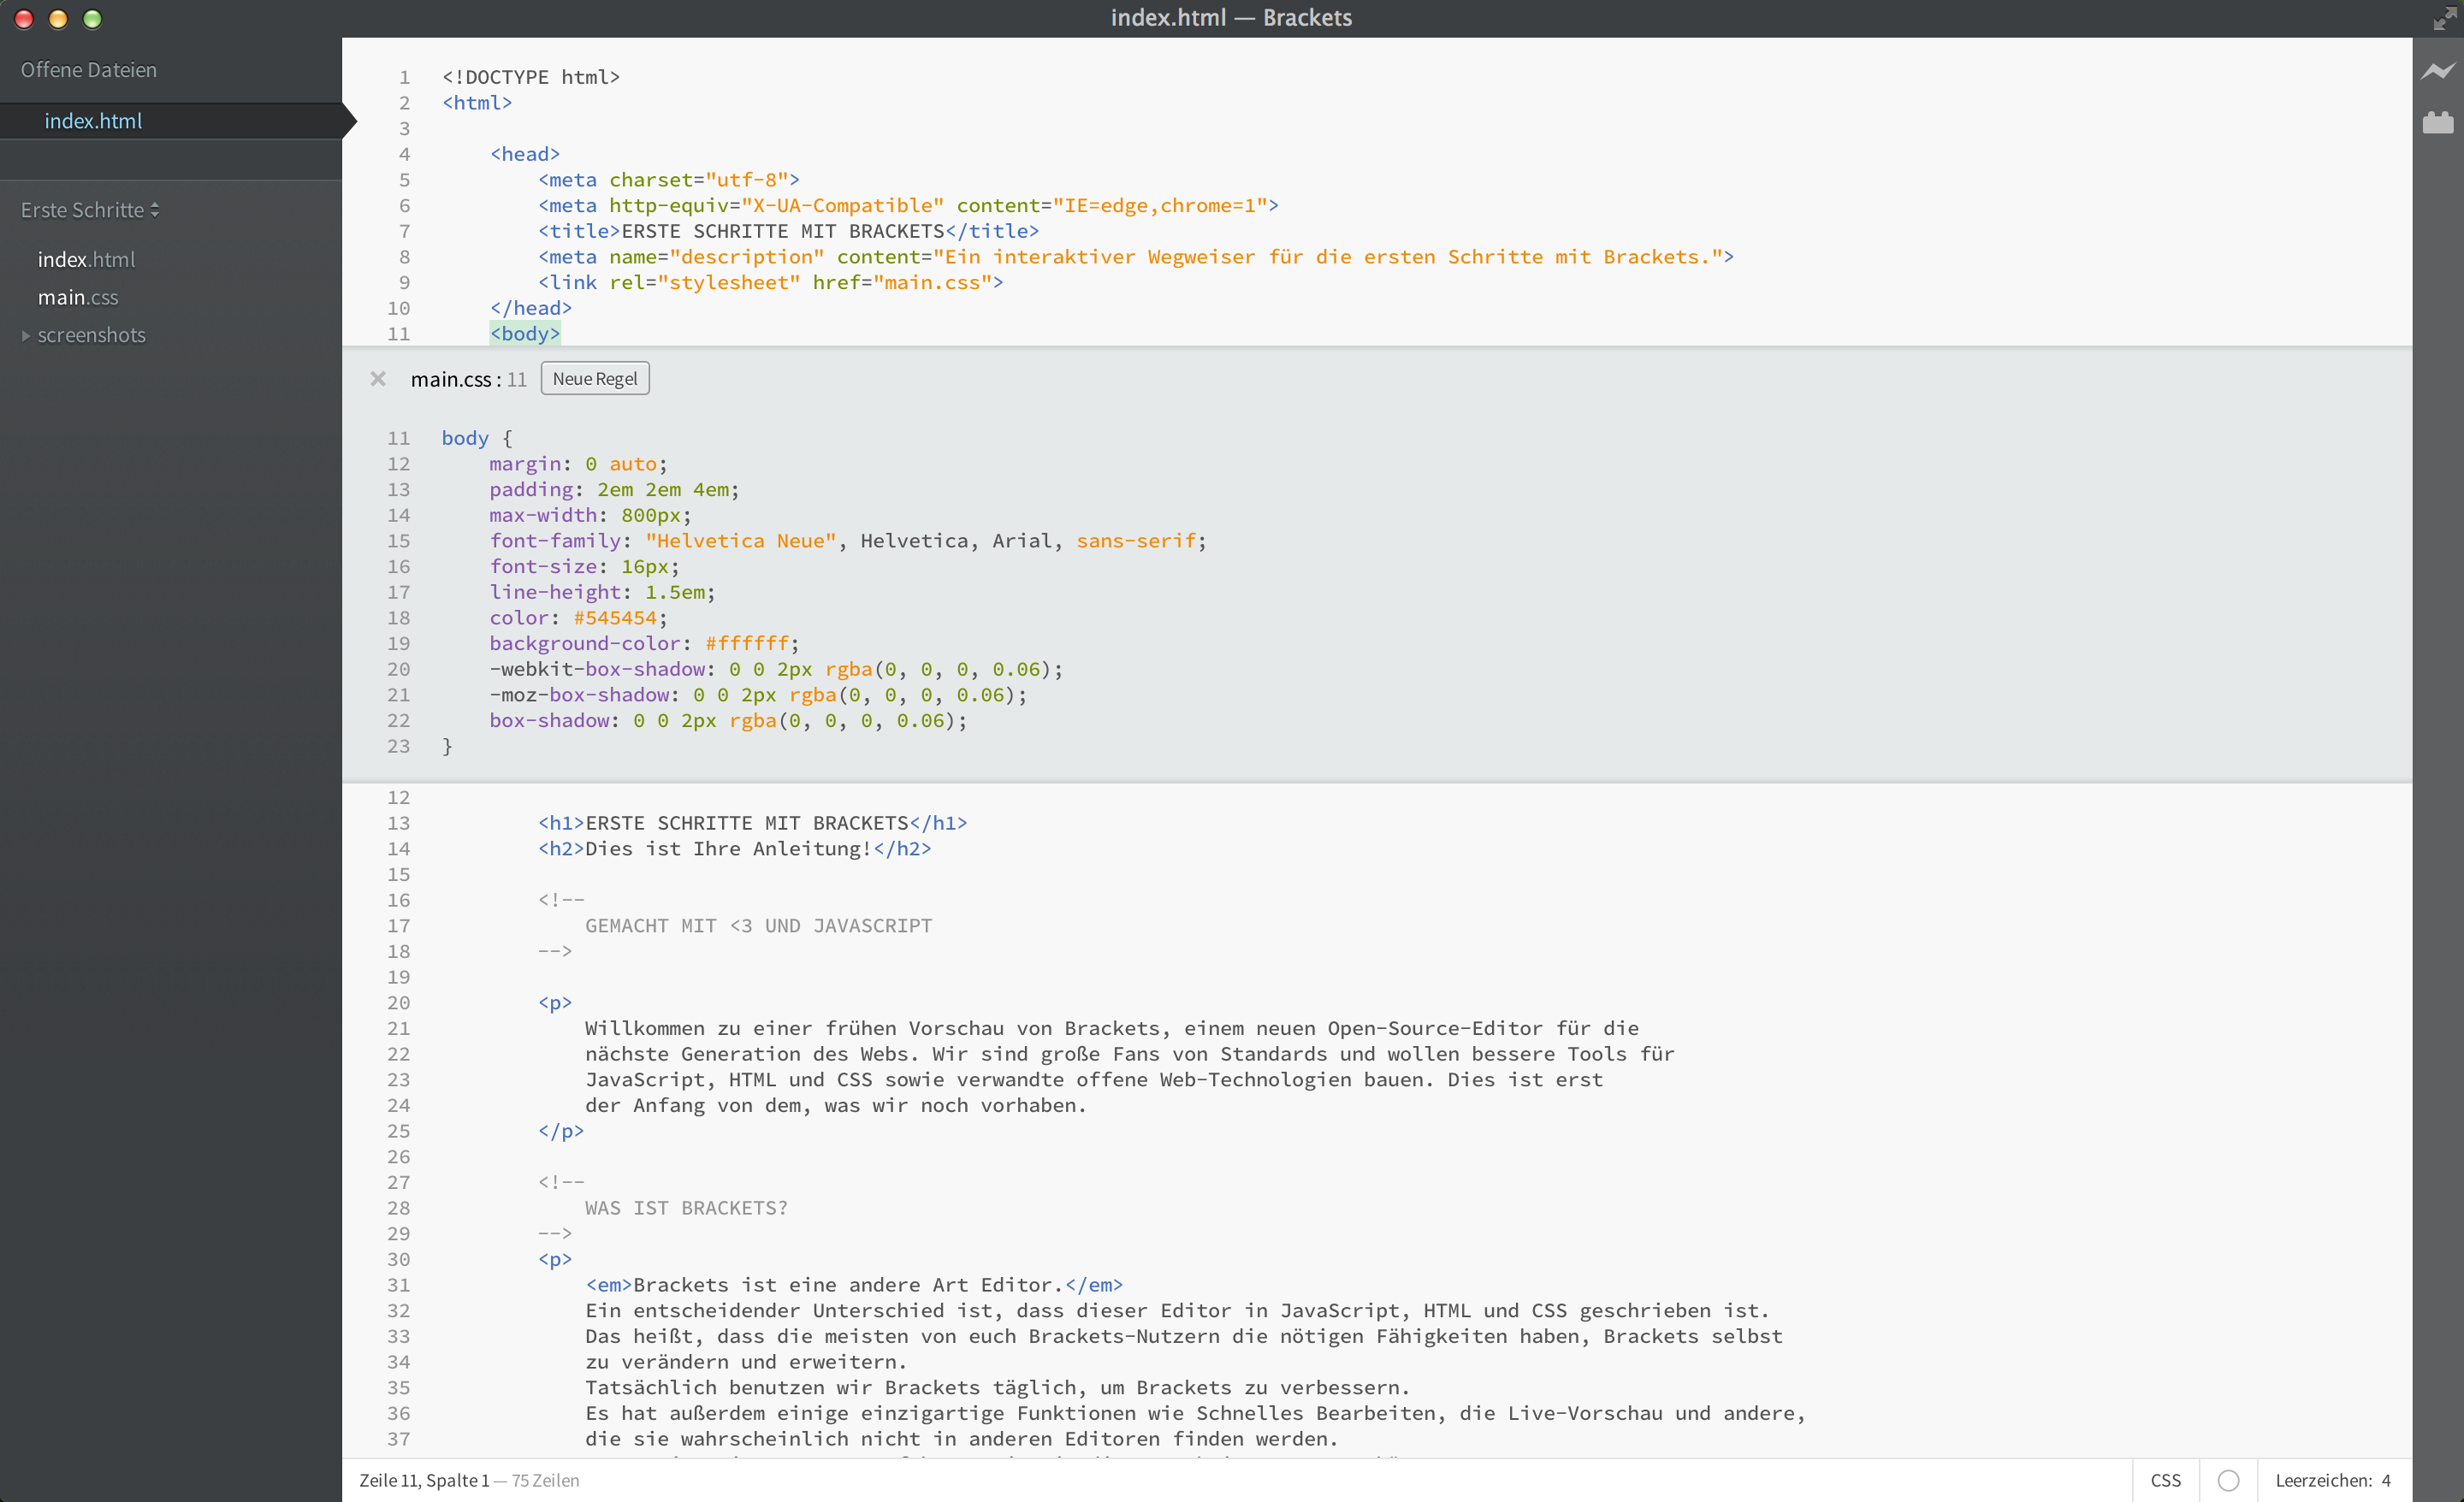 index.html — Brackets
Offene Dateien
index.html
Erste Schritte
index.html
main.css
screenshots
1 <!DOCTYPE html>
2 <html>
3
4 <head>
5 <meta charset="utf-8">
6 <meta http-equiv="X-UA-Compatible" content="IE=edge,chrome=1">
7 <title>ERSTE SCHRITTE MIT BRACKETS</title>
8 <meta name="description" content="Ein interaktiver Wegweiser für die ersten Schritte mit Brackets.">
9 <link rel="stylesheet" href="main.css">
10 </head>
11 <body>
× main.css : 11 Neue Regel
11 body {
12 margin: 0 auto;
13 padding: 2em 2em 4em;
14 max-width: 800px;
15 font-family: "Helvetica Neue", Helvetica, Arial, sans-serif;
16 font-size: 16px;
17 line-height: 1.5em;
18 color: #545454;
19 background-color: #ffffff;
20 -webkit-box-shadow: 0 0 2px rgba(0, 0, 0, 0.06);
21 -moz-box-shadow: 0 0 2px rgba(0, 0, 0, 0.06);
22 box-shadow: 0 0 2px rgba(0, 0, 0, 0.06);
23 }
12
13 <h1>ERSTE SCHRITTE MIT BRACKETS</h1>
14 <h2>Dies ist Ihre Anleitung!</h2>
15
16 <!--
17 GEMACHT MIT <3 UND JAVASCRIPT
18 -->
19
20 <p>
21 Willkommen zu einer frühen Vorschau von Brackets, einem neuen Open-Source-Editor für die
22 nächste Generation des Webs. Wir sind große Fans von Standards und wollen bessere Tools für
23 JavaScript, HTML und CSS sowie verwandte offene Web-Technologien bauen. Dies ist erst
24 der Anfang von dem, was wir noch vorhaben.
25 </p>
26
27 <!--
28 WAS IST BRACKETS?
29 -->
30 <p>
31 <em>Brackets ist eine andere Art Editor.</em>
32 Ein entscheidender Unterschied ist, dass dieser Editor in JavaScript, HTML und CSS geschrieben ist.
33 Das heißt, dass die meisten von euch Brackets-Nutzern die nötigen Fähigkeiten haben, Brackets selbst
34 zu verändern und erweitern.
35 Tatsächlich benutzen wir Brackets täglich, um Brackets zu verbessern.
36 Es hat außerdem einige einzigartige Funktionen wie Schnelles Bearbeiten, die Live-Vorschau und andere,
37 die sie wahrscheinlich nicht in anderen Editoren finden werden.
Zeile 11, Spalte 1 — 75 Zeilen
CSS
Leerzeichen: 4